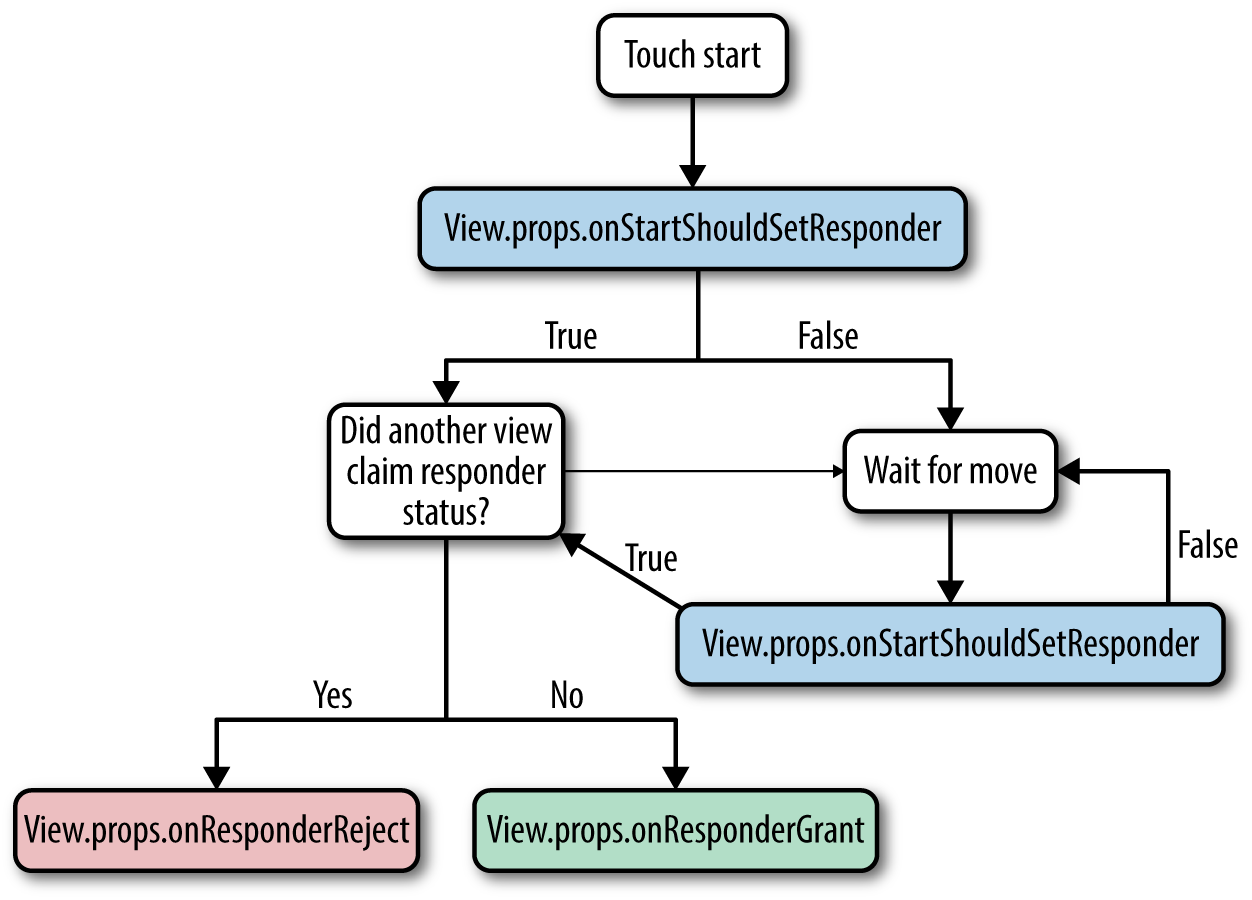 Touch start
View.props.onStartShouldSetResponder
True
False
Did another view
claim responder
status?
Wait for move
True
False
View.props.onStartShouldSetResponder
Yes
No
View.props.onResponderReject
View.props.onResponderGrant